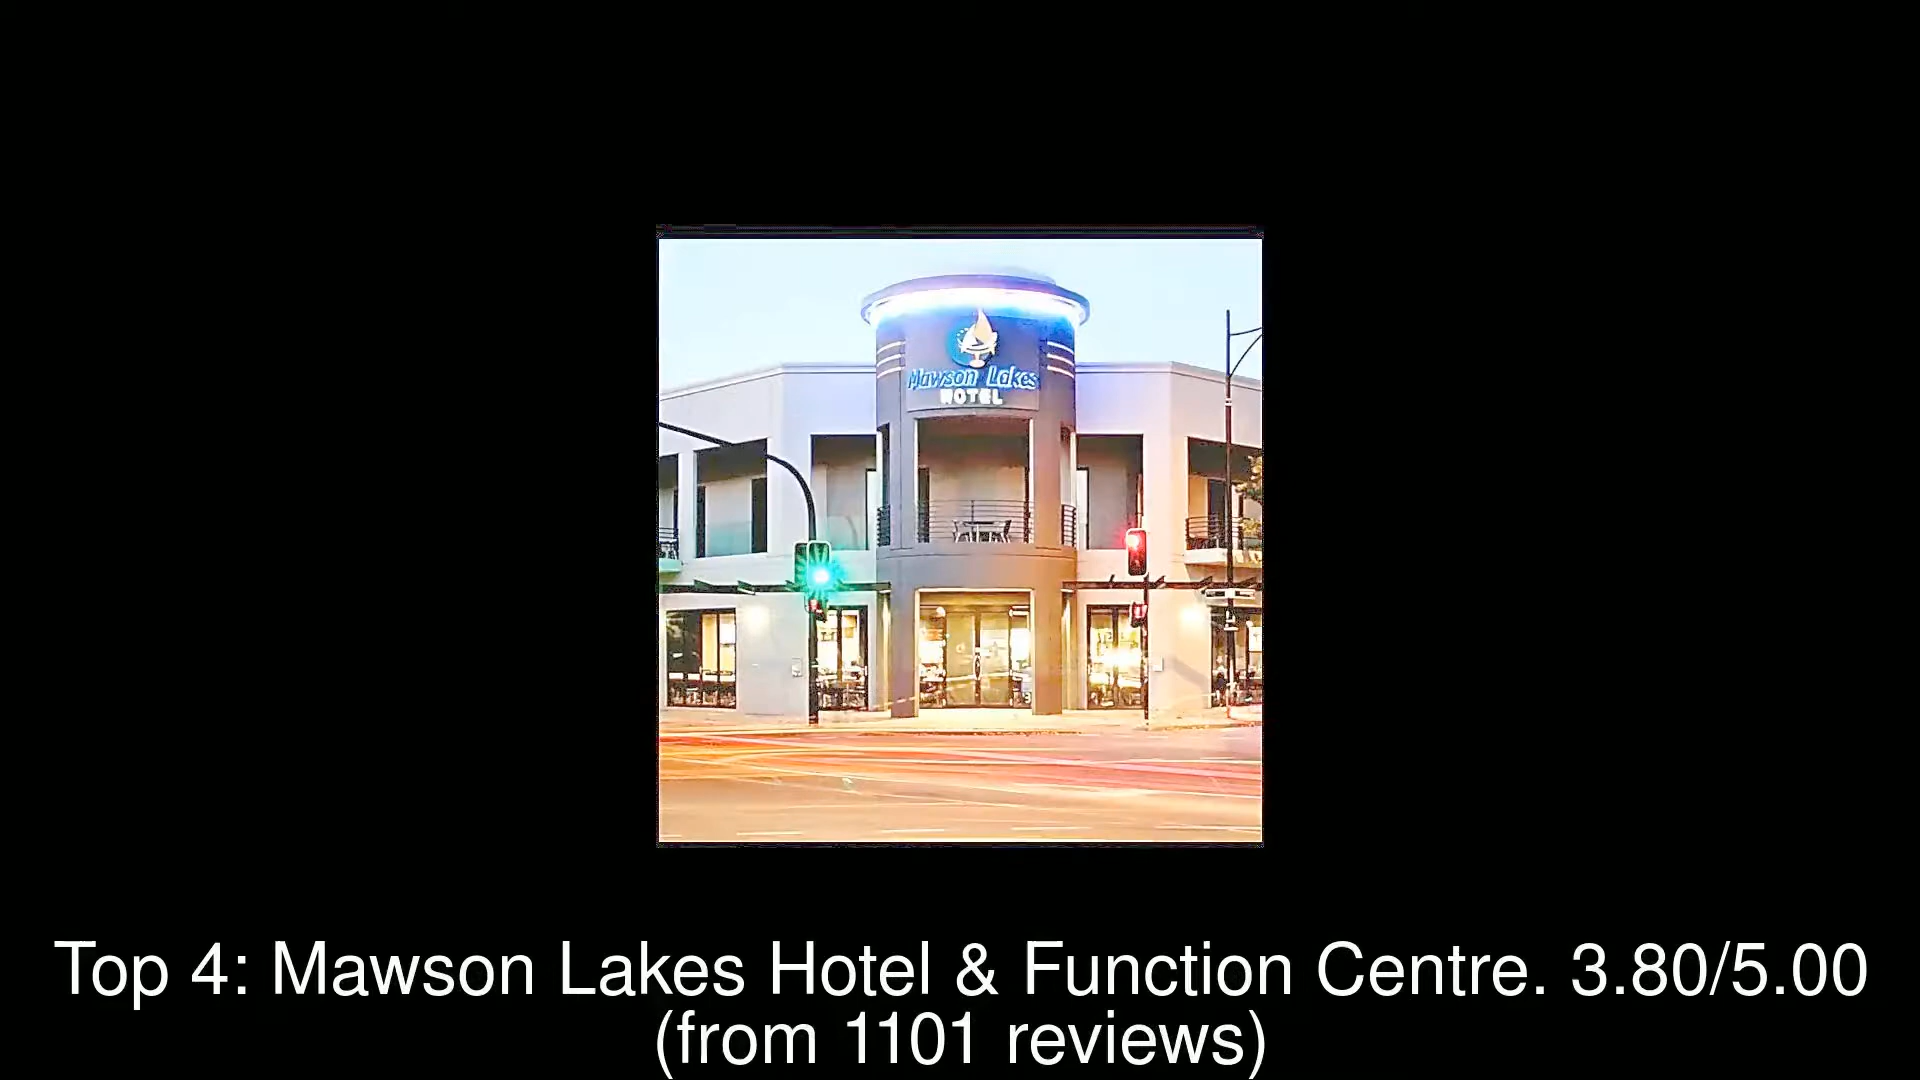 Mawson Lakes
HOTEL
Top 4: Mawson Lakes Hotel & Function Centre. 3.80/5.00
(from 1101 reviews)